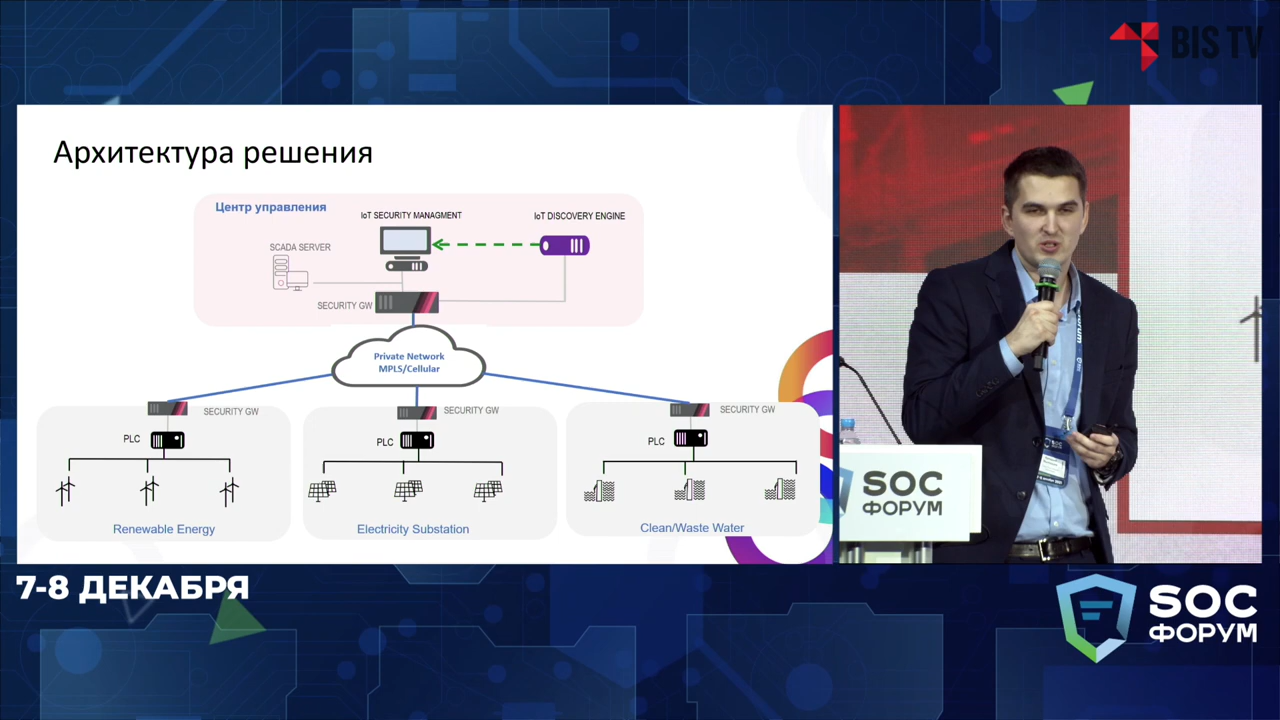 BIS TV
Архитектура решения
Центр управления
IoT SECURITY MANAGMENT
IoT DISCOVERY ENGINE
SCADA SERVER
SECURITY GW
Private Network
MPLS/Cellular
SECURITY GW
SECURITY GW
SECURITY GW
PLC
PLC
PLC
Renewable Energy
Electricity Substation
Clean/Waste Water
SOC
ФОРУМ
7-8 ДЕКАБРЯ
SOC
ФОРУМ